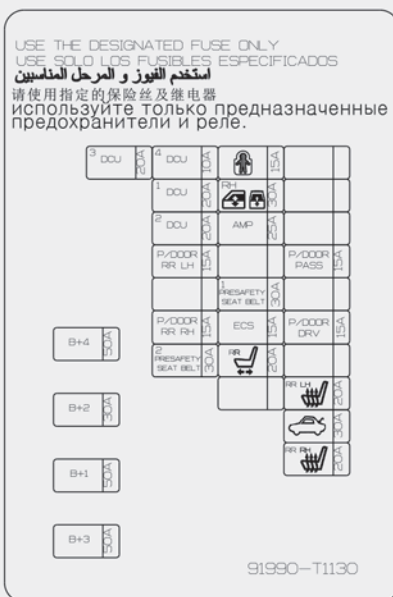 USE THE DESIGNATED FUSE ONLY
USE SOLO LOS FUSIBLES ESPECIFICADOS
استخدم الفيوز و المرحل المناسبين
请使用指定的保险丝及继电器
используйте только предназначенные
предохранители и реле.
3 DCU 20A
4 DCU 10A
15A
1 DCU 20A
RH 30A
2 DCU 20A
AMP 25A
P/DOOR RR LH 15A
P/DOOR PASS 15A
1 PRESAFETY SEAT BELT 30A
P/DOOR RR RH 15A
ECS 15A
P/DOOR DRV 15A
B+4 50A
2 PRESAFETY SEAT BELT 30A
RR 20A
RR LH 20A
B+2 30A
30A
RR RH 20A
B+1 50A
B+3 50A
91990-T1130